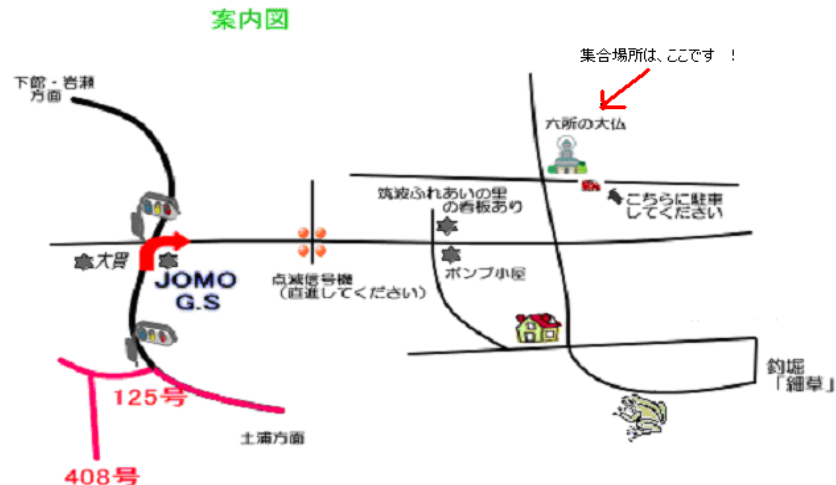 案内図
集合場所は、ここです　！
下館・岩瀬
方面
六所の大仏
筑波ふれあいの里
の看板あり
こちらに駐車
してください
大貫
JOMO
G.S
点滅信号機
（直進してください）
ポンプ小屋
125号
土浦方面
408号
釣堀
「細草」